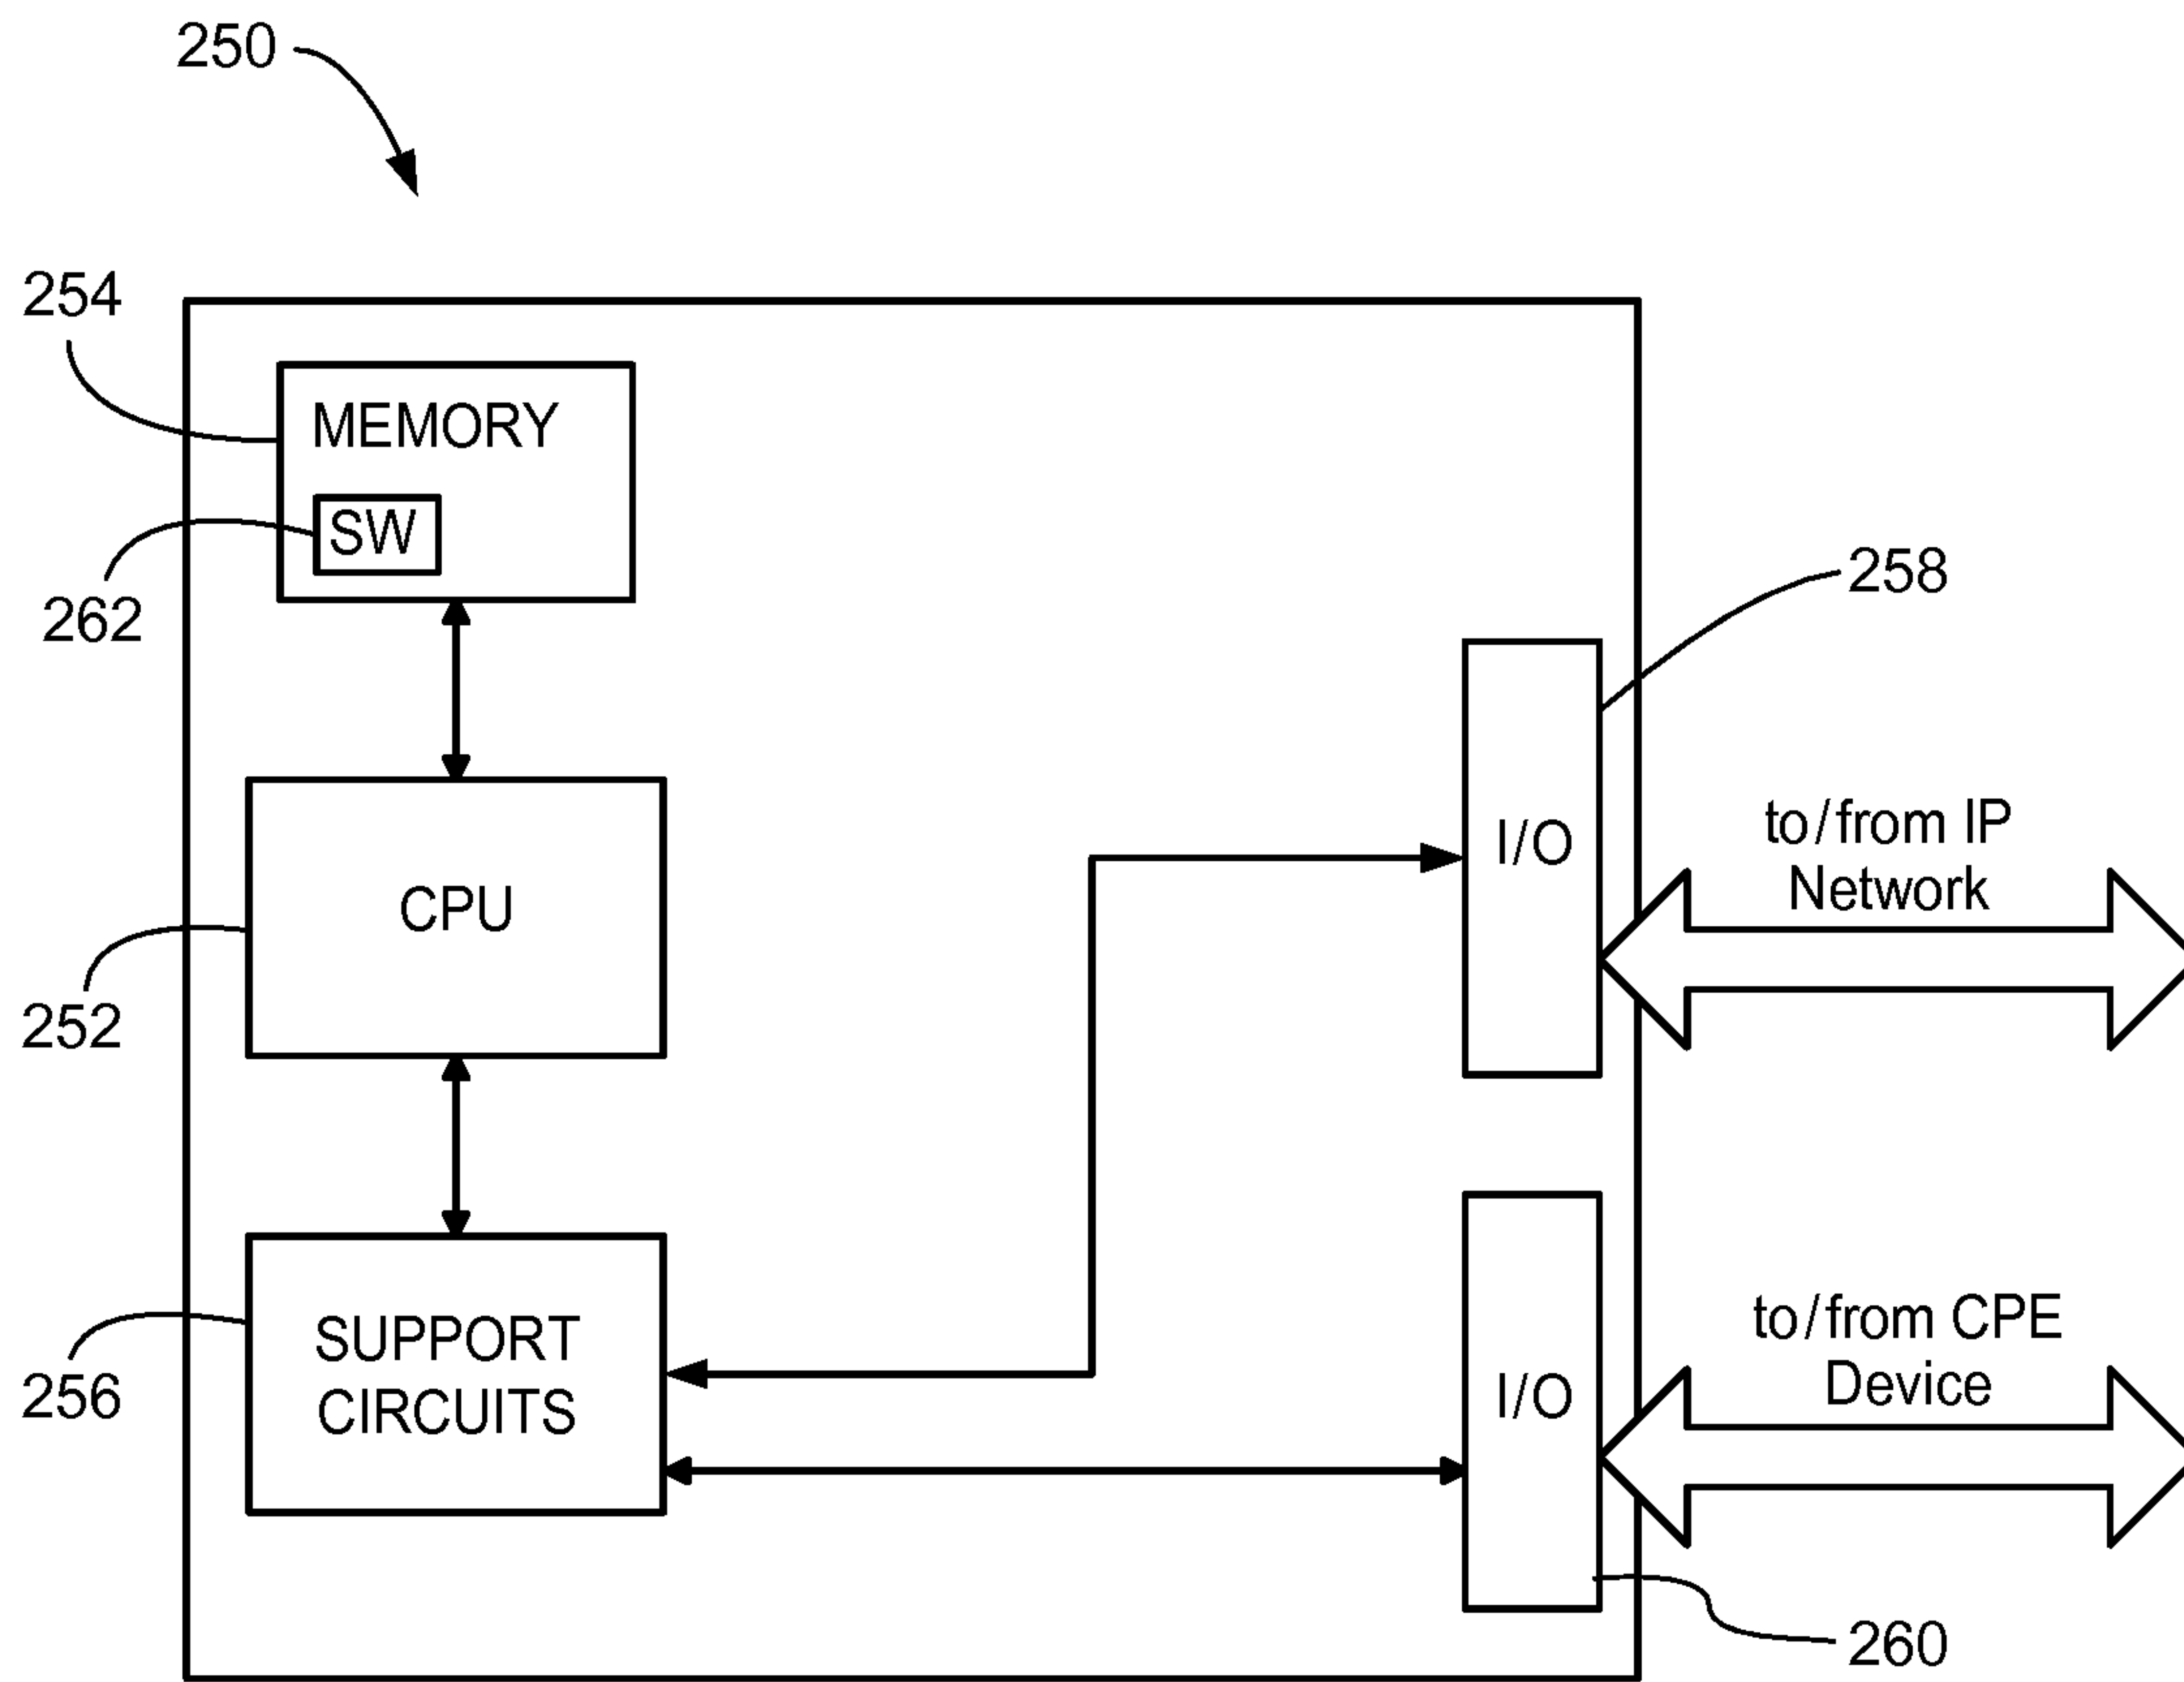 250
254
MEMORY
SW
262
258
I/O
to/from IP
Network
CPU
252
SUPPORT
CIRCUITS
256
I/O
to/from CPE
Device
260